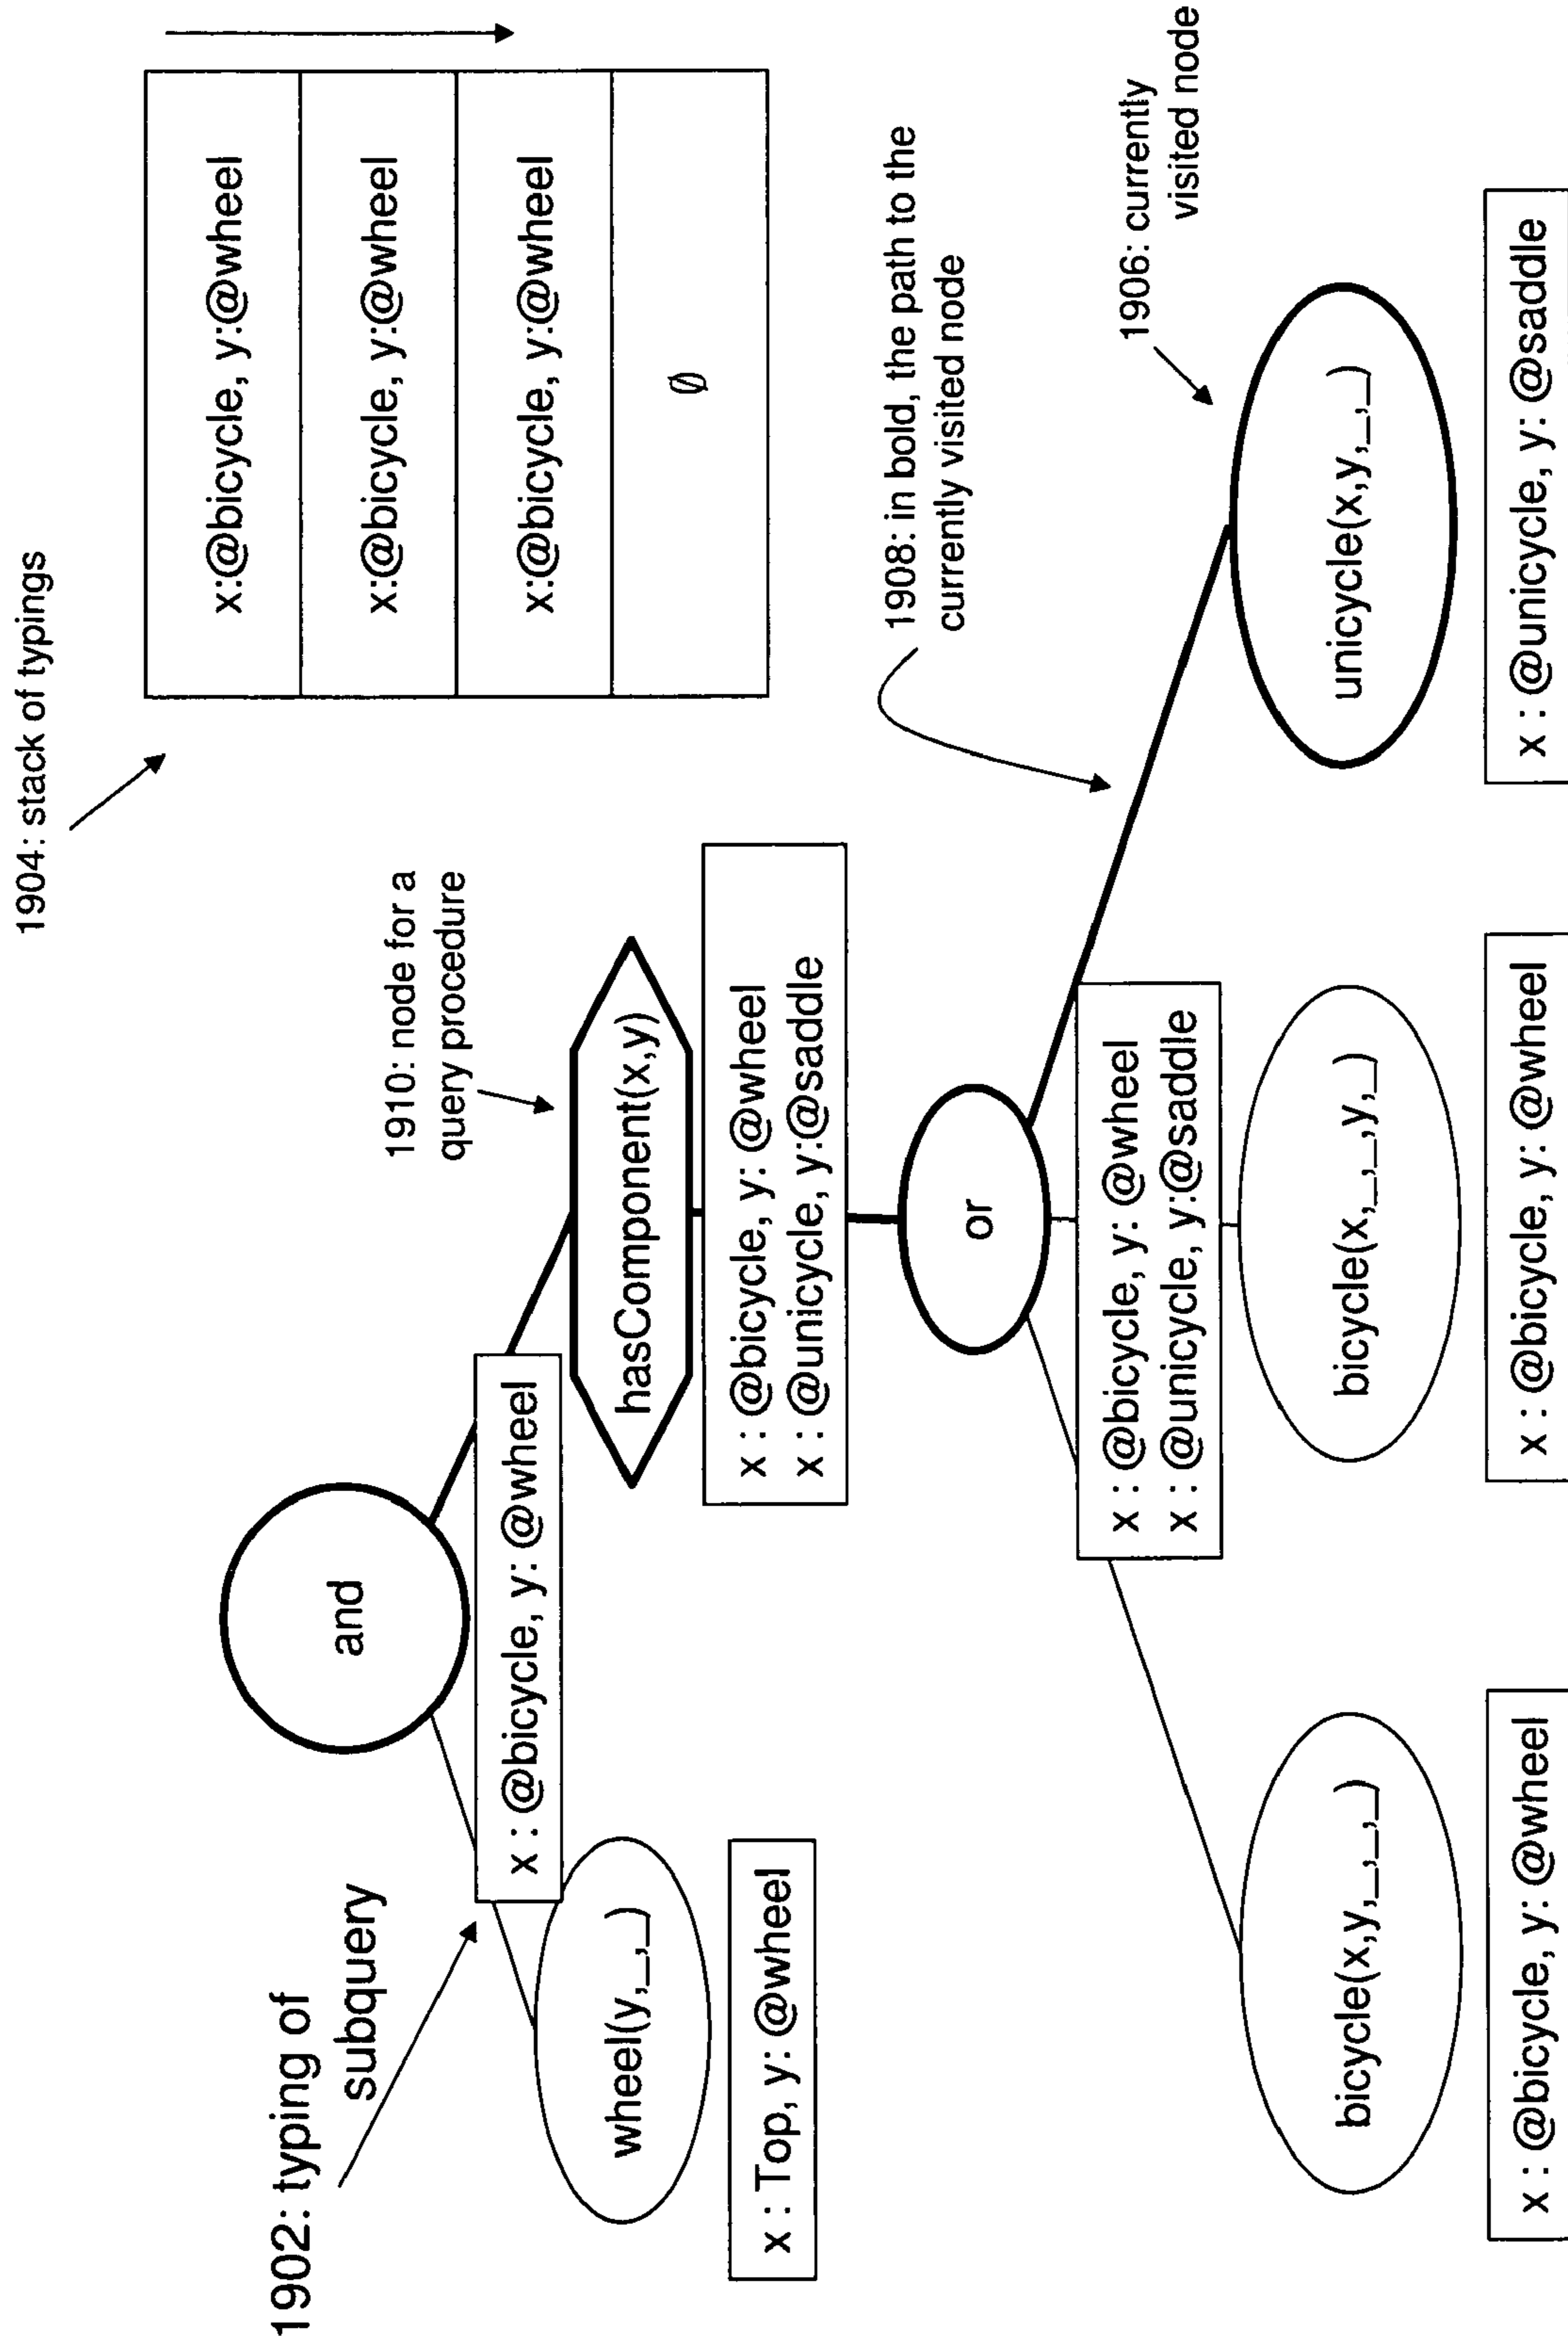 1904: stack of typings
x:@bicycle, y:@wheel
x:@bicycle, y:@wheel
x:@bicycle, y:@wheel
∅
1902: typing of
subquery
and
x : @bicycle, y: @wheel
1910: node for a
query procedure
wheel(y,_,_)
x : Top, y: @wheel
hasComponent(x,y)
x : @bicycle, y: @wheel
x : @unicycle, y:@saddle
1908: in bold, the path to the
currently visited node
or
x : @bicycle, y: @wheel
x : @unicycle, y:@saddle
1906: currently
visited node
bicycle(x,y,_,_,_)
x : @bicycle, y: @wheel
bicycle(x,_,_,y,_)
x : @bicycle, y: @wheel
unicycle(x,y,_,_)
x : @unicycle, y: @saddle